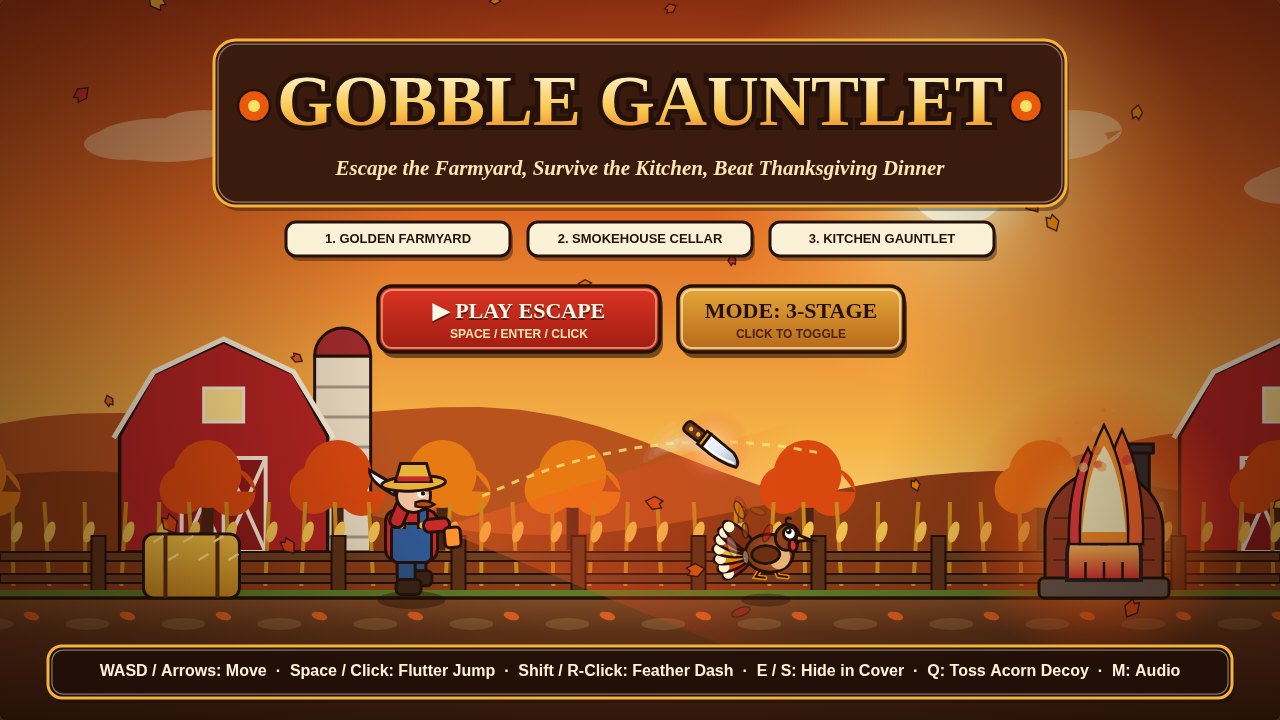 GOBBLE GAUNTLET
Escape the Farmyard, Survive the Kitchen, Beat Thanksgiving Dinner
1. GOLDEN FARMYARD
2. SMOKEHOUSE CELLAR
3. KITCHEN GAUNTLET
▶ PLAY ESCAPE
SPACE / ENTER / CLICK
MODE: 3-STAGE
CLICK TO TOGGLE
WASD / Arrows: Move · Space / Click: Flutter Jump · Shift / R-Click: Feather Dash · E / S: Hide in Cover · Q: Toss Acorn Decoy · M: Audio